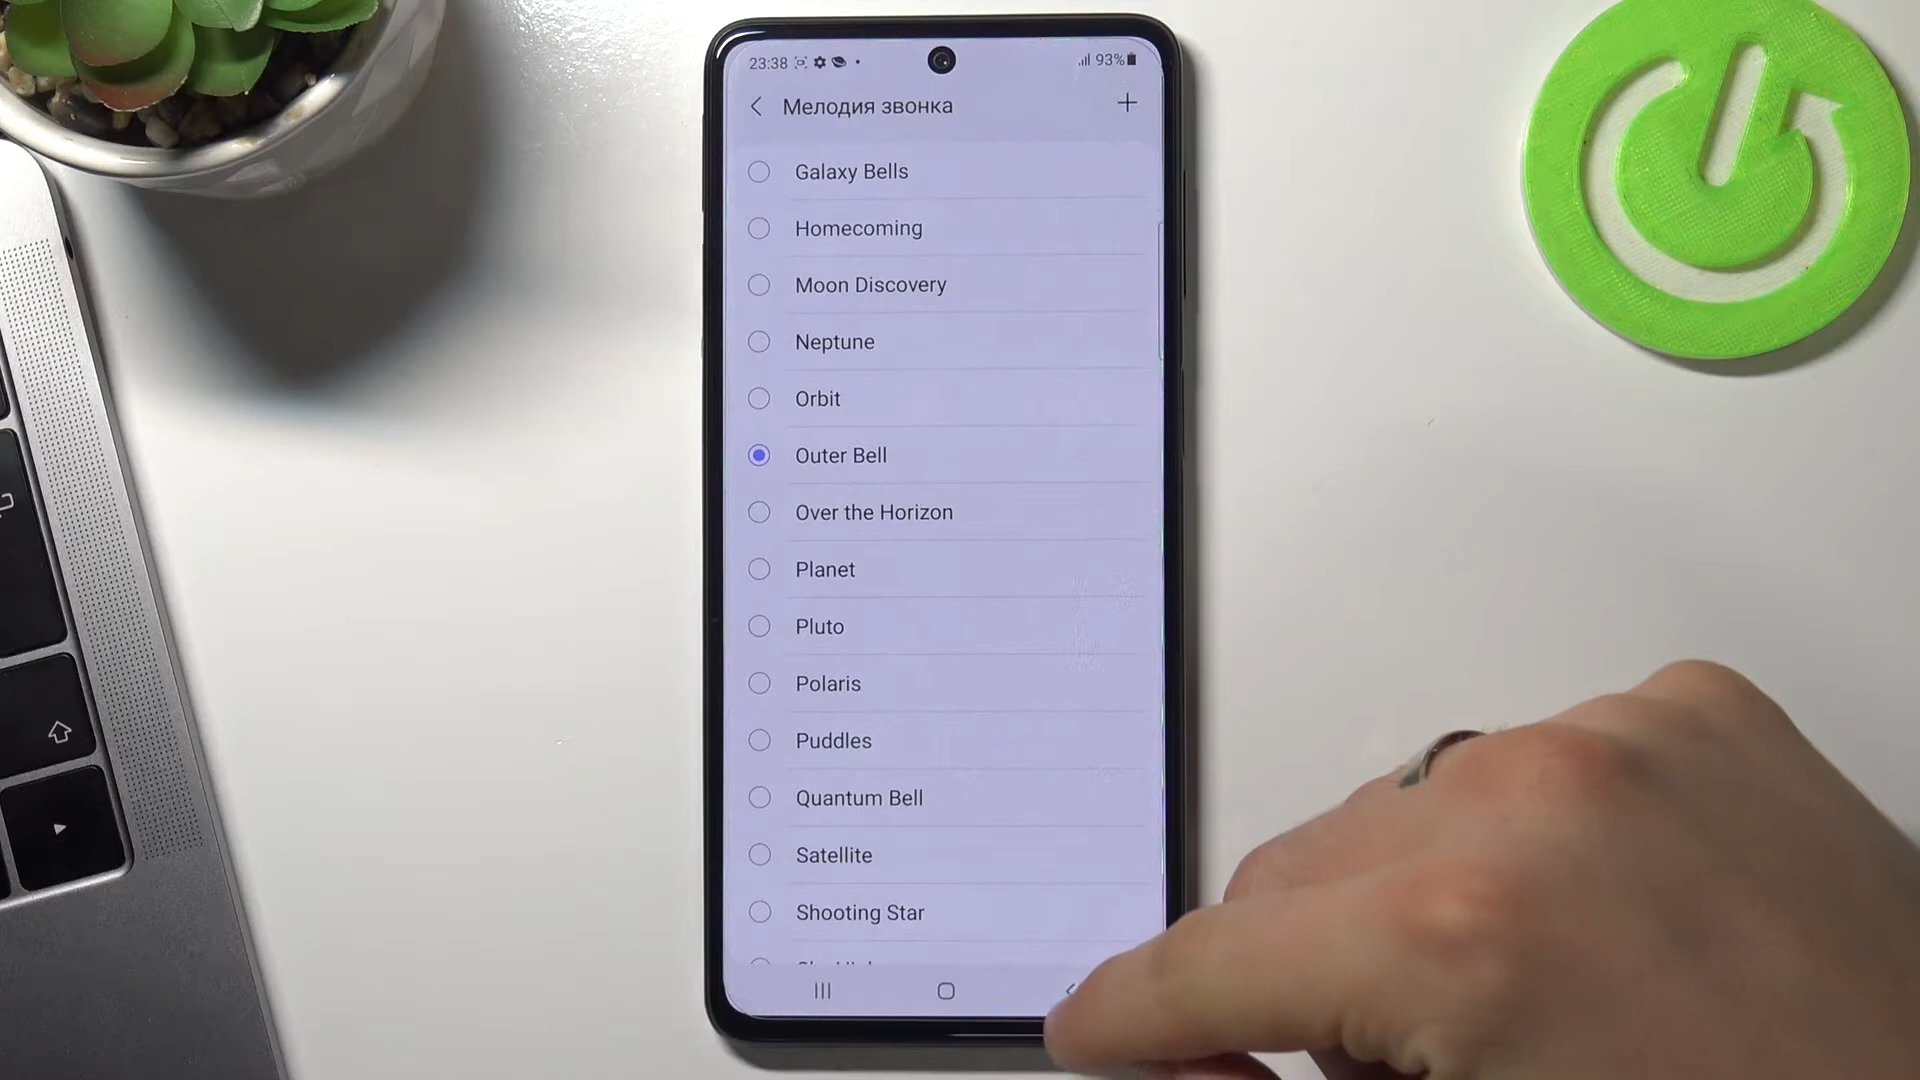 23:38
93%
Мелодия звонка
Galaxy Bells
Homecoming
Moon Discovery
Neptune
Orbit
Outer Bell
Over the Horizon
Planet
Pluto
Polaris
Puddles
Quantum Bell
Satellite
Shooting Star